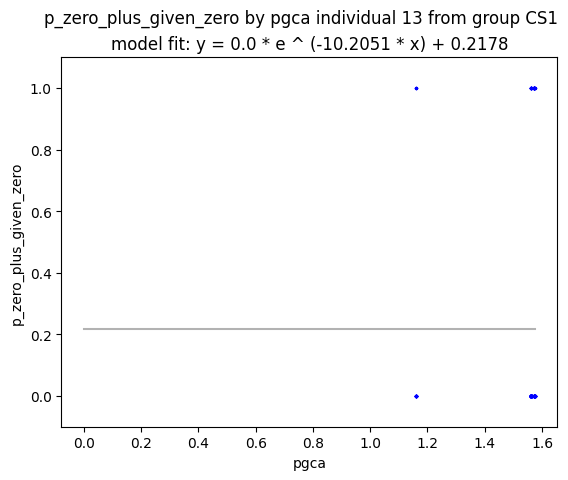 p_zero_plus_given_zero by pgca individual 13 from group CS1
model fit: y = 0.0 * e ^ (-10.2051 * x) + 0.2178
p_zero_plus_given_zero
1.0
0.8
0.6
0.4
0.2
0.0
0.0 0.2 0.4 0.6 0.8 1.0 1.2 1.4 1.6
pgca